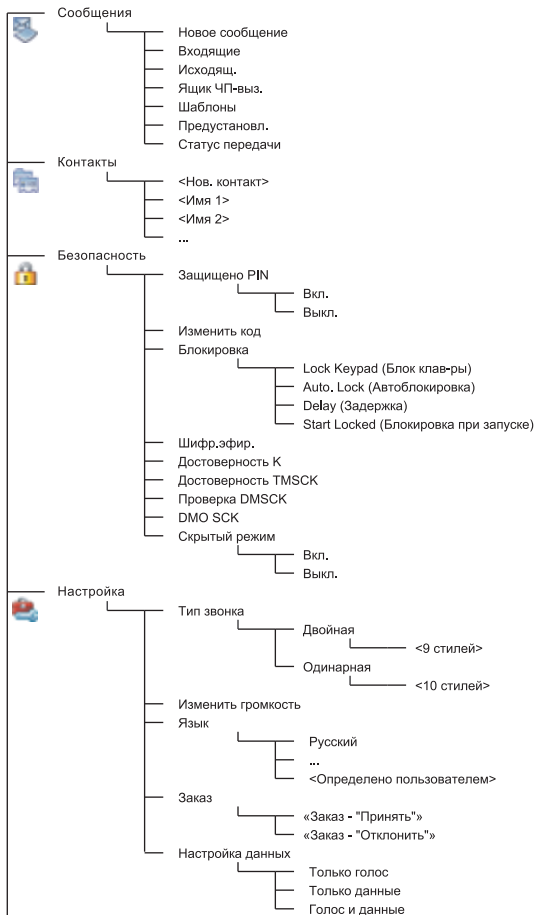 Сообщения
Новое сообщение
Входящие
Исходящ.
Ящик ЧП-выз.
Шаблоны
Предустановл.
Статус передачи
Контакты
<Нов. контакт>
<Имя 1>
<Имя 2>
...
Безопасность
Защищено PIN
Вкл.
Выкл.
Изменить код
Блокировка
Lock Keypad (Блок клав-ры)
Auto. Lock (Автоблокировка)
Delay (Задержка)
Start Locked (Блокировка при запуске)
Шифр.эфир.
Достоверность K
Достоверность TMSCK
Проверка DMSCK
DMO SCK
Скрытый режим
Вкл.
Выкл.
Настройка
Тип звонка
Двойная
<9 стилей>
Одинарная
<10 стилей>
Изменить громкость
Язык
Русский
...
<Определено пользователем>
Заказ
«Заказ - "Принять"»
«Заказ - "Отклонить"»
Настройка данных
Только голос
Только данные
Голос и данные